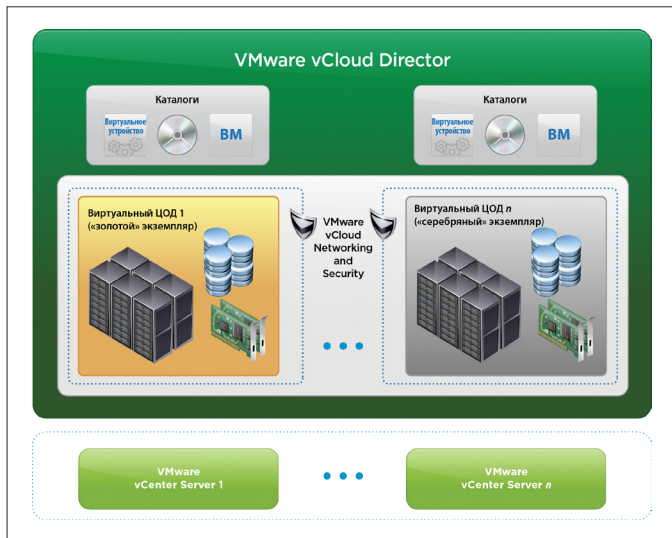 VMware vCloud Director
Каталоги
Виртуальное
устройство
ВМ
Каталоги
Виртуальное
устройство
ВМ
Виртуальный ЦОД 1
(«золотой» экземпляр)
VMware
vCloud
Networking
and
Security
Виртуальный ЦОД n
(«серебряный» экземпляр)
VMware
vCenter Server 1
VMware
vCenter Server n